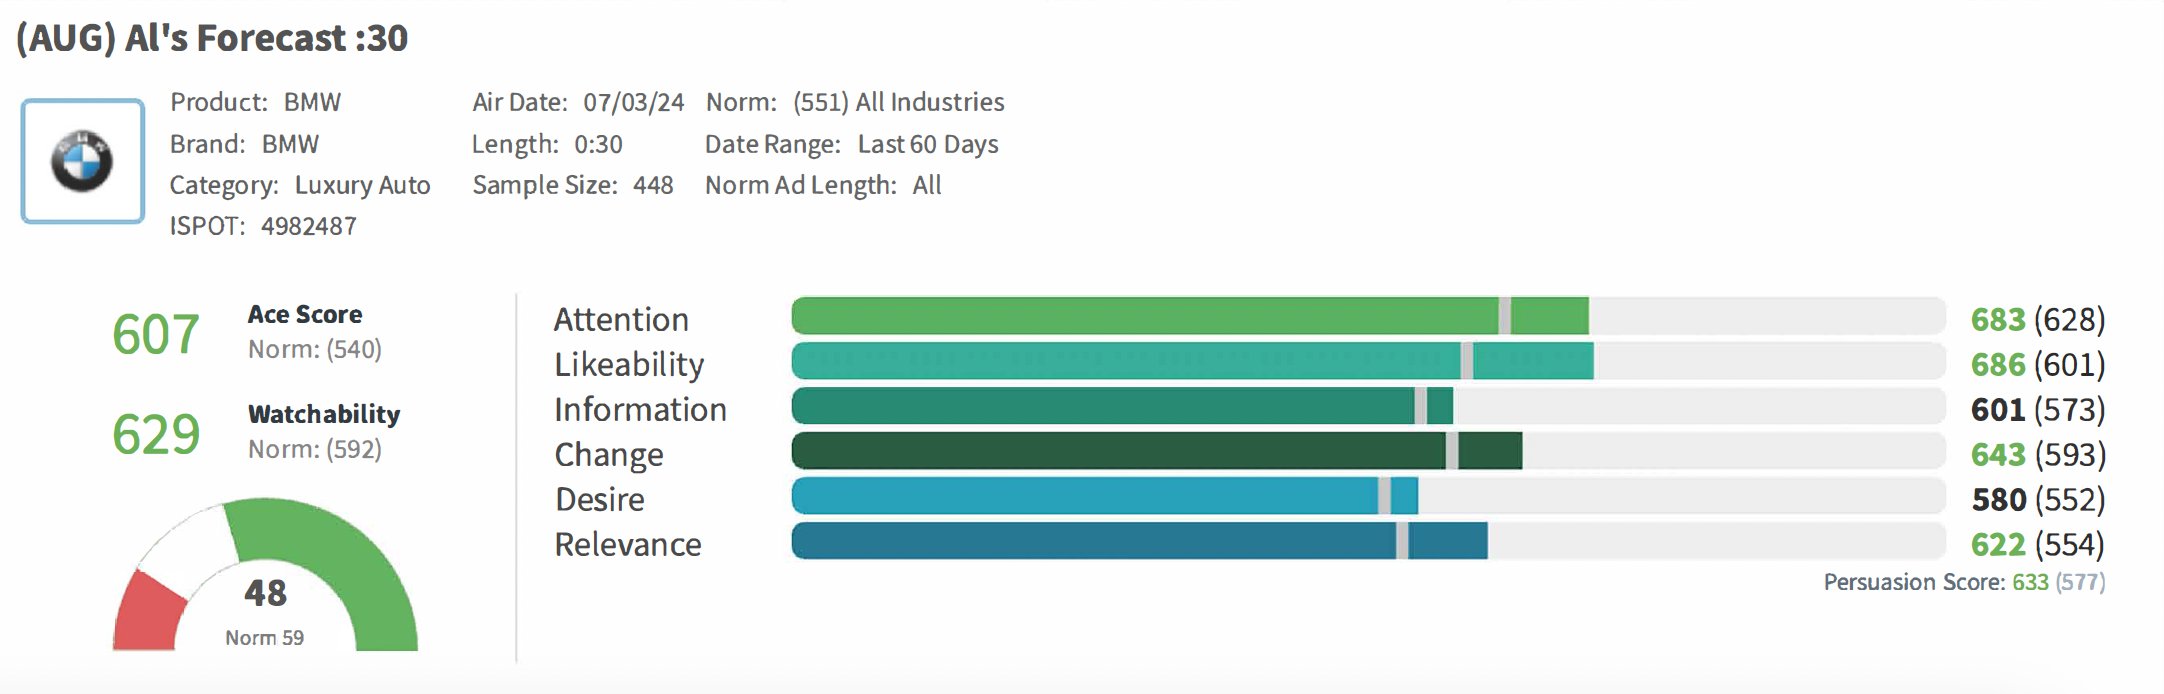 (AUG) Al's Forecast :30
Product: BMW
Brand: BMW
Category: Luxury Auto
ISPOT: 4982487
Air Date: 07/03/24
Length: 0:30
Sample Size: 448
Norm: (551) All Industries
Date Range: Last 60 Days
Norm Ad Length: All
607 Ace Score
Norm: (540)
629 Watchability
Norm: (592)
48
Norm 59
Attention 683 (628)
Likeability 686 (601)
Information 601 (573)
Change 643 (593)
Desire 580 (552)
Relevance 622 (554)
Persuasion Score: 633 (577)